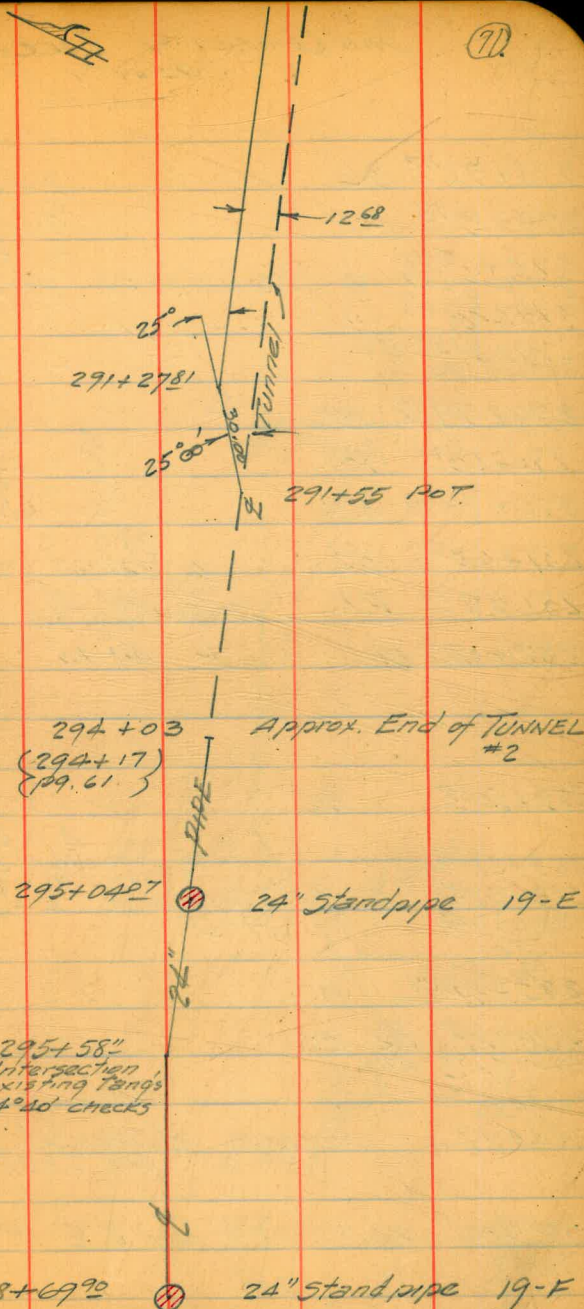 71
12 68
25°
291+27 81
Tunnel
30.00
25°00'
291+55 POT
294+03 Approx. End of TUNNEL
#2
{294+17}
{pg. 61}
PIPE
295+04 87
24" Standpipe 19-E
24"
295+58
Intersection
existing Tang's
4°40' checks
8+69 90 24" Standpipe 19-F